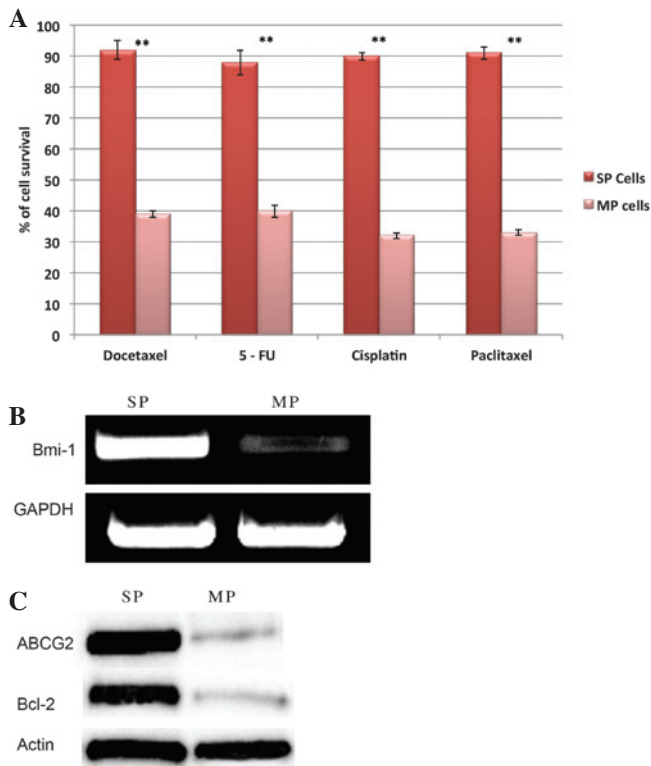 A
100
90
80
70
60
50
40
30
90
10
0
% of cell survival
** ** ** **
SP Cells
MP cells
Docetaxel 5 - FU Cisplatin Paclitaxel
B
SP MP
Bmi-1
GAPDH
C
SP MP
ABCG2
Bcl-2
Actin